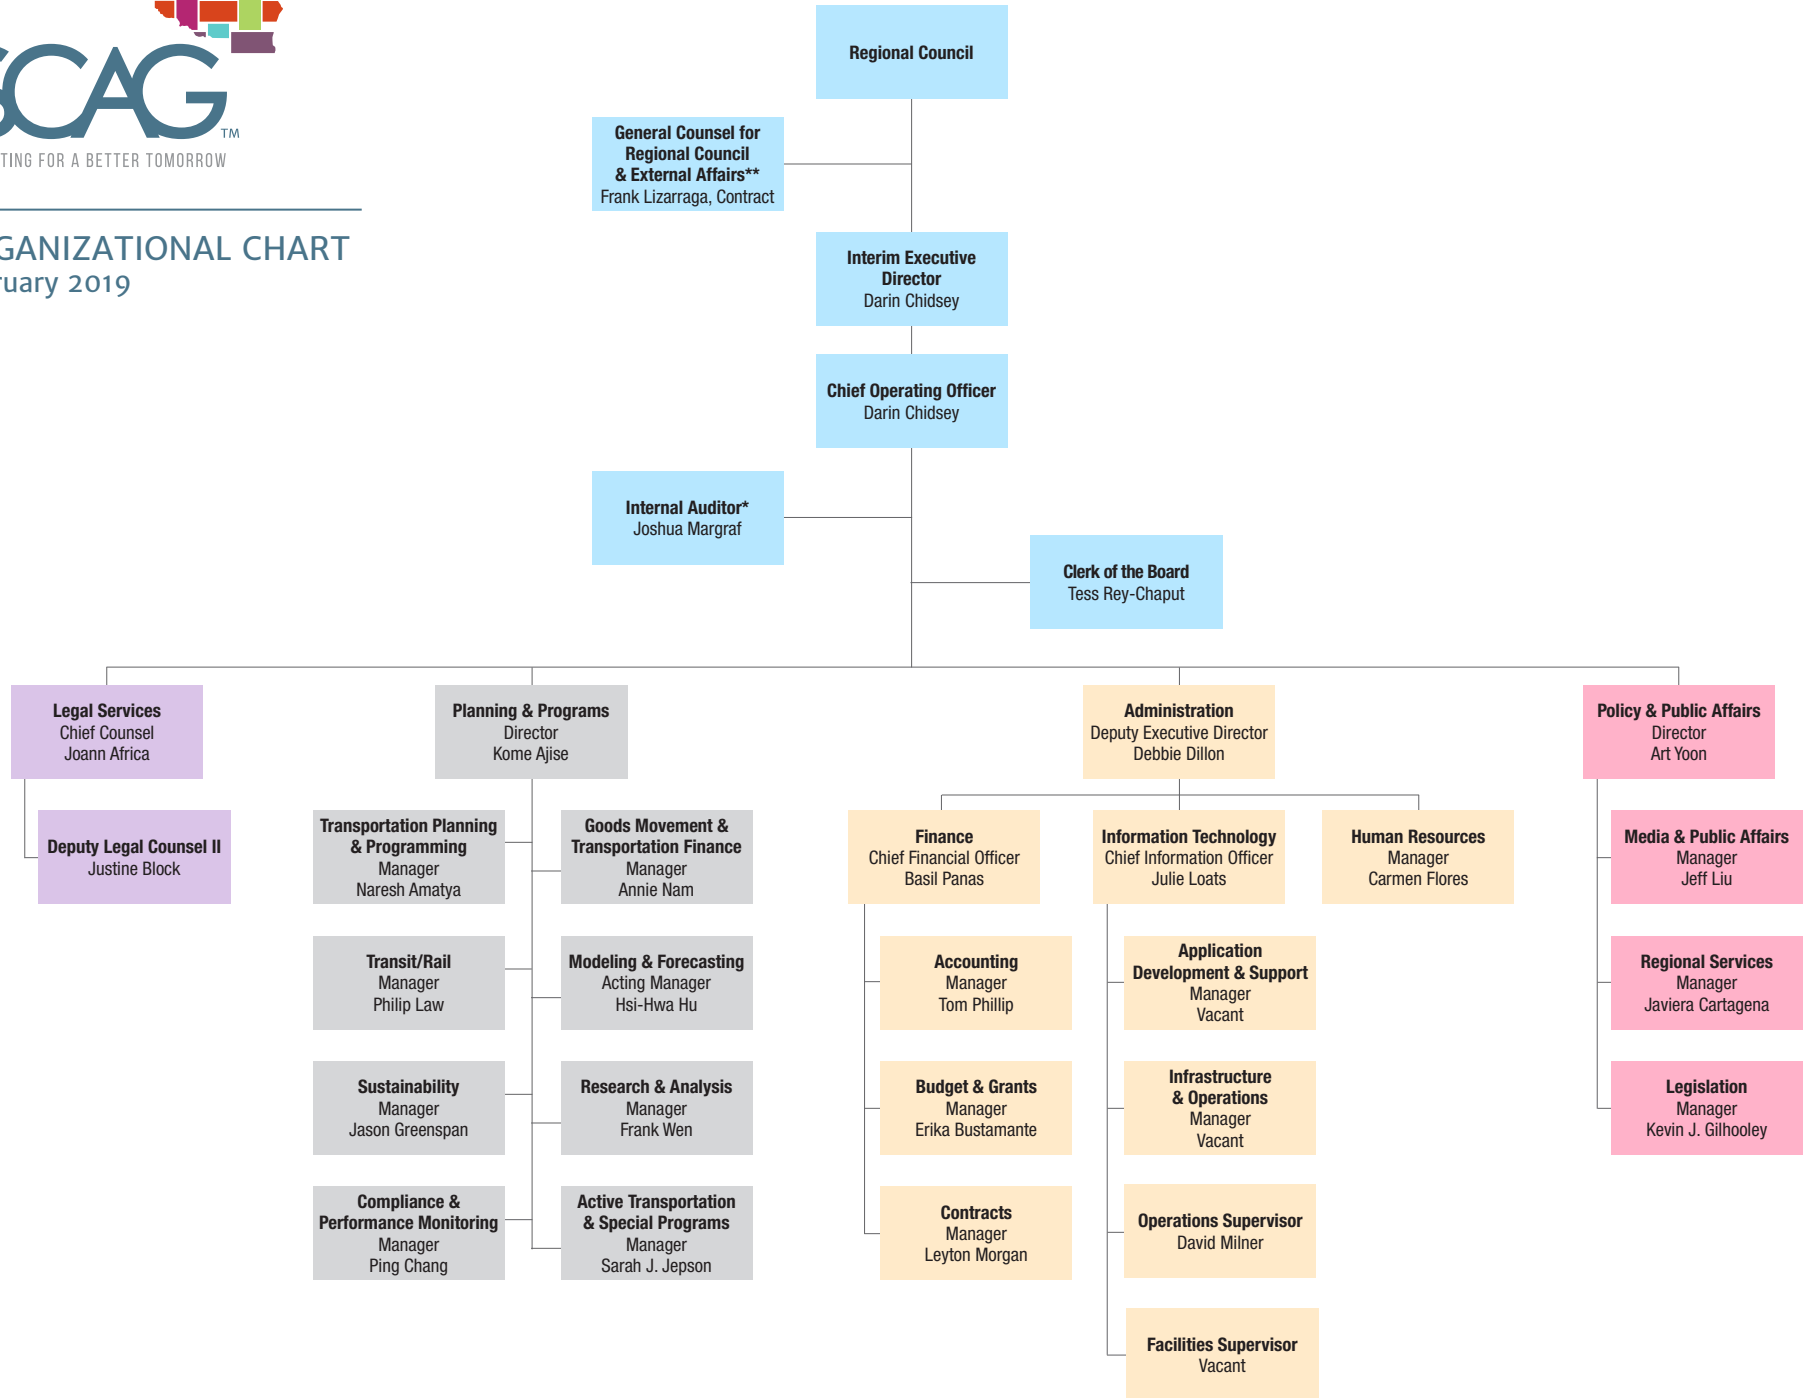 SCAG
TM
TING FOR A BETTER TOMORROW
GANIZATIONAL CHART
ruary 2019
Regional Council
General Counsel for
Regional Council
& External Affairs**
Frank Lizarraga, Contract
Interim Executive
Director
Darin Chidsey
Chief Operating Officer
Darin Chidsey
Internal Auditor*
Joshua Margraf
Clerk of the Board
Tess Rey-Chaput
Legal Services
Chief Counsel
Joann Africa
Deputy Legal Counsel II
Justine Block
Planning & Programs
Director
Kome Ajise
Transportation Planning
& Programming
Manager
Naresh Amatya
Goods Movement &
Transportation Finance
Manager
Annie Nam
Transit/Rail
Manager
Philip Law
Modeling & Forecasting
Acting Manager
Hsi-Hwa Hu
Sustainability
Manager
Jason Greenspan
Research & Analysis
Manager
Frank Wen
Compliance &
Performance Monitoring
Manager
Ping Chang
Active Transportation
& Special Programs
Manager
Sarah J. Jepson
Administration
Deputy Executive Director
Debbie Dillon
Finance
Chief Financial Officer
Basil Panas
Accounting
Manager
Tom Phillip
Budget & Grants
Manager
Erika Bustamante
Contracts
Manager
Leyton Morgan
Information Technology
Chief Information Officer
Julie Loats
Application
Development & Support
Manager
Vacant
Infrastructure
& Operations
Manager
Vacant
Operations Supervisor
David Milner
Facilities Supervisor
Vacant
Human Resources
Manager
Carmen Flores
Policy & Public Affairs
Director
Art Yoon
Media & Public Affairs
Manager
Jeff Liu
Regional Services
Manager
Javiera Cartagena
Legislation
Manager
Kevin J. Gilhooley